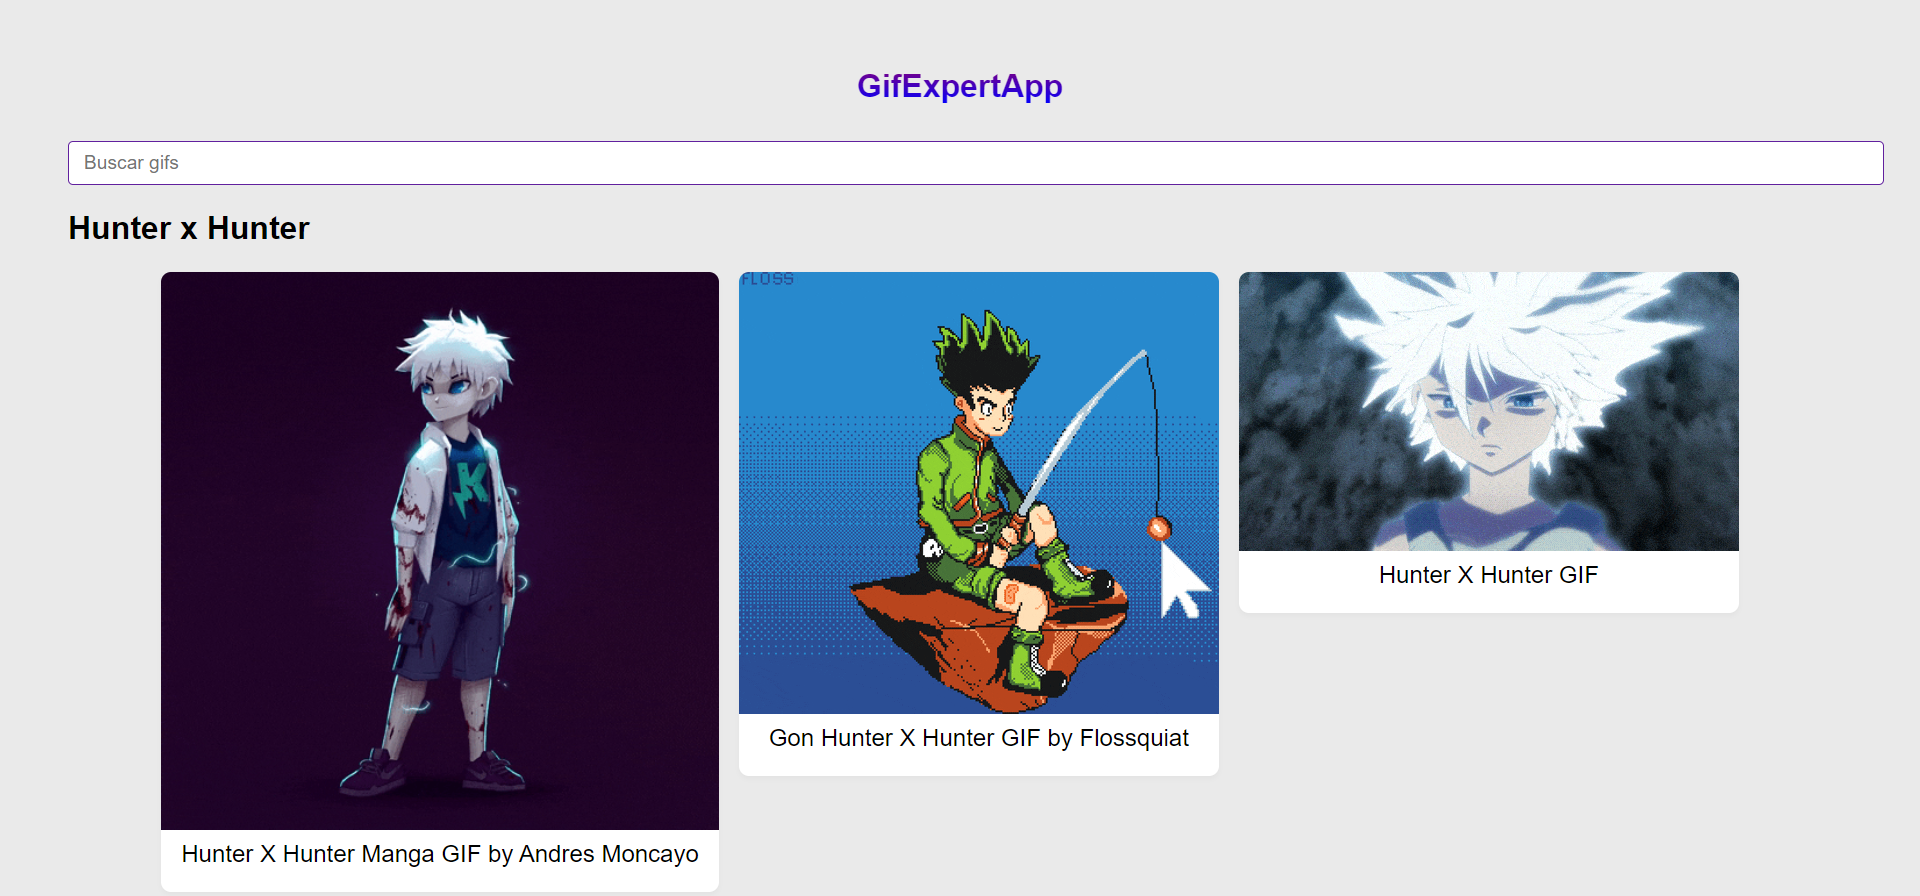 GifExpertApp
Buscar gifs
Hunter x Hunter
FLOSS
K
Hunter X Hunter Manga GIF by Andres Moncayo
Gon Hunter X Hunter GIF by Flossquiat
Hunter X Hunter GIF